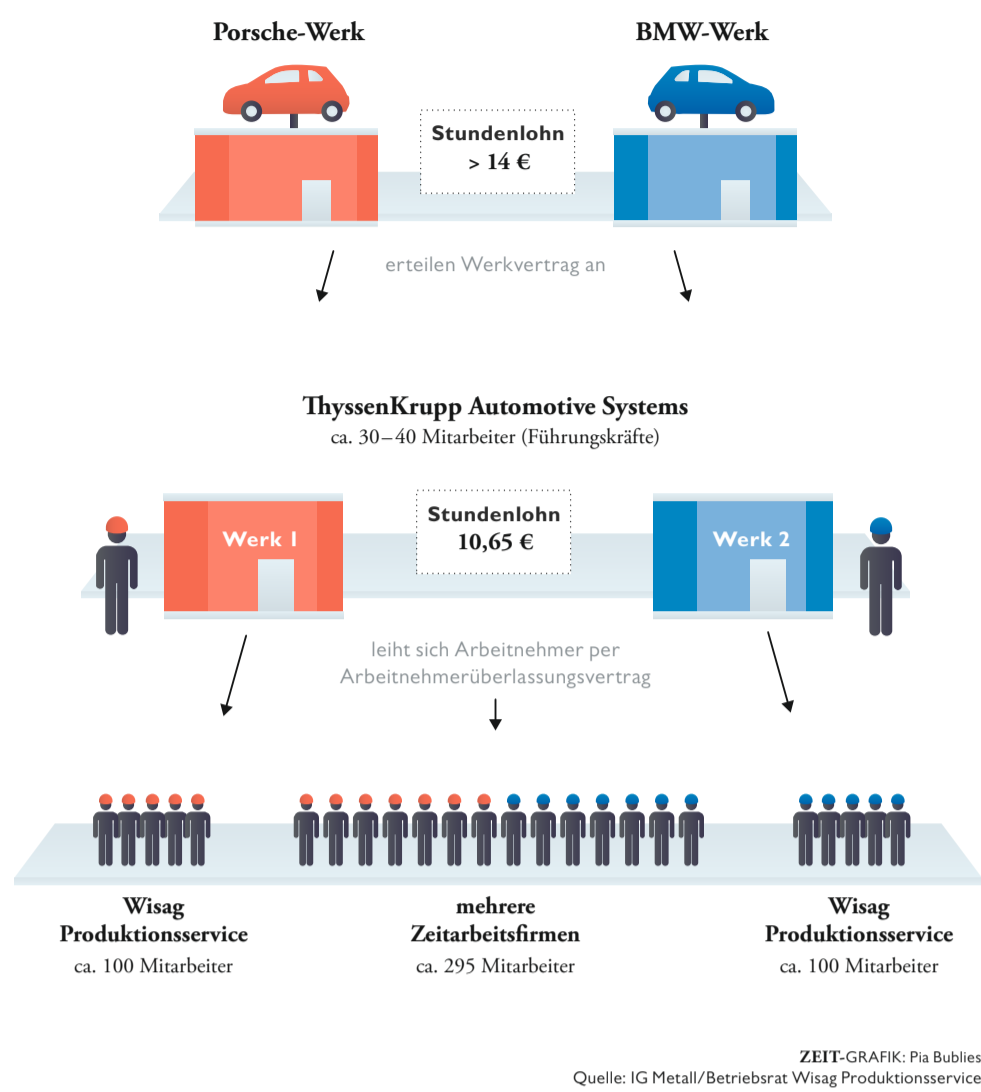 Porsche-Werk
BMW-Werk
Stundenlohn
> 14 €
erteilen Werkvertrag an
ThyssenKrupp Automotive Systems
ca. 30–40 Mitarbeiter (Führungskräfte)
Werk 1
Stundenlohn
10,65 €
Werk 2
leiht sich Arbeitnehmer per
Arbeitnehmerüberlassungsvertrag
Wisag
Produktionsservice
ca. 100 Mitarbeiter
mehrere
Zeitarbeitsfirmen
ca. 295 Mitarbeiter
Wisag
Produktionsservice
ca. 100 Mitarbeiter
ZEIT-GRAFIK: Pia Bublies
Quelle: IG Metall/Betriebsrat Wisag Produktionsservice